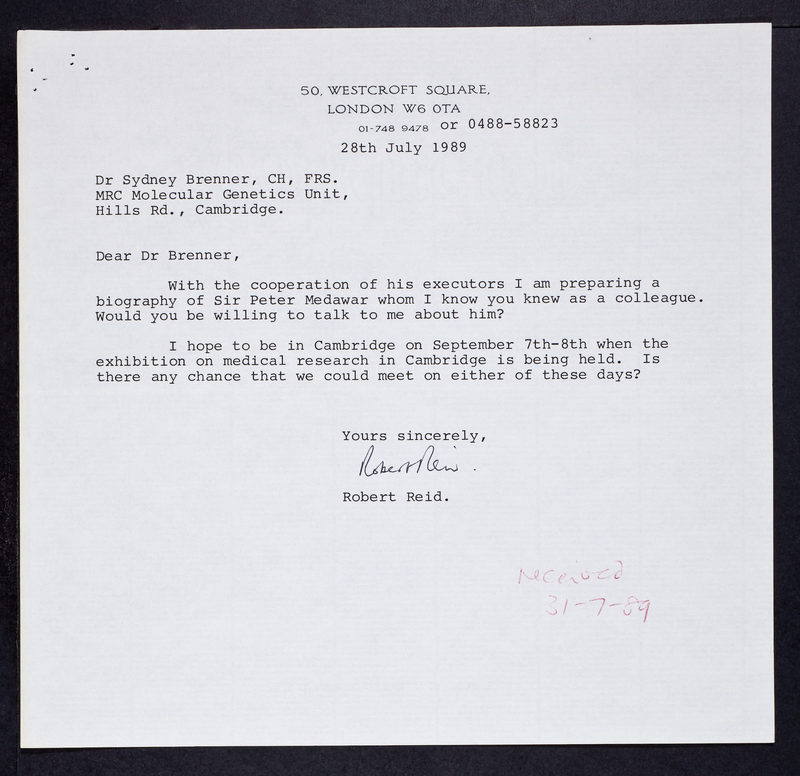 50, WESTCROFT SQUARE,
LONDON W6 0TA
01-748 9478 or 0488-58823
28th July 1989
Dr Sydney Brenner, CH, FRS.
MRC Molecular Genetics Unit,
Hills Rd., Cambridge.
Dear Dr Brenner,
With the cooperation of his executors I am preparing a
biography of Sir Peter Medawar whom I know you knew as a colleague.
Would you be willing to talk to me about him?
I hope to be in Cambridge on September 7th-8th when the
exhibition on medical research in Cambridge is being held. Is
there any chance that we could meet on either of these days?
Yours sincerely,
Robert Reid.
Robert Reid.
received
31-7-89